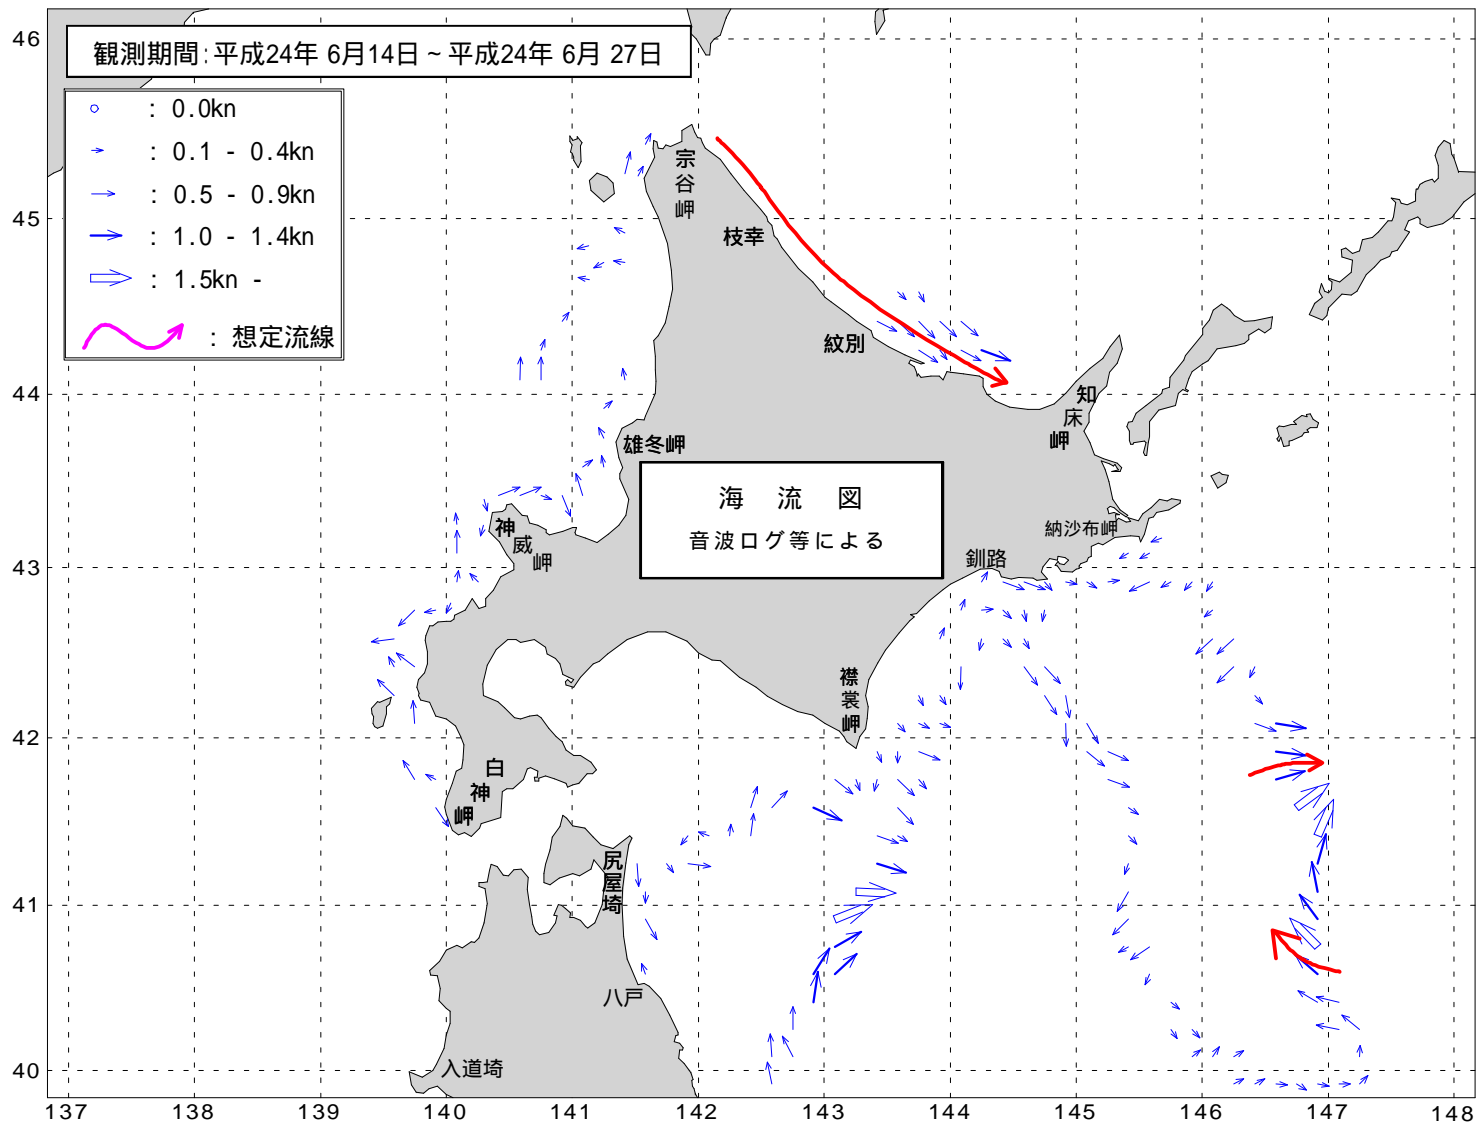 観測期間:平成24年 6月14日～平成24年 6月 27日
: 0.0kn
: 0.1 - 0.4kn
: 0.5 - 0.9kn
: 1.0 - 1.4kn
: 1.5kn -
: 想定流線
46
45
44
43
42
41
40
宗谷岬
枝幸
紋別
知床岬
雄冬岬
海 流 図
音波ログ等による
納沙布岬
釧路
神威岬
襟裳岬
白神岬
尻屋埼
八戸
入道埼
137 138 139 140 141 142 143 144 145 146 147 148